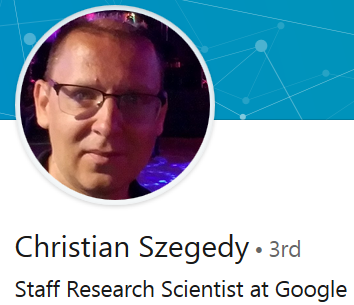 Christian Szegedy • 3rd
Staff Research Scientist at Google